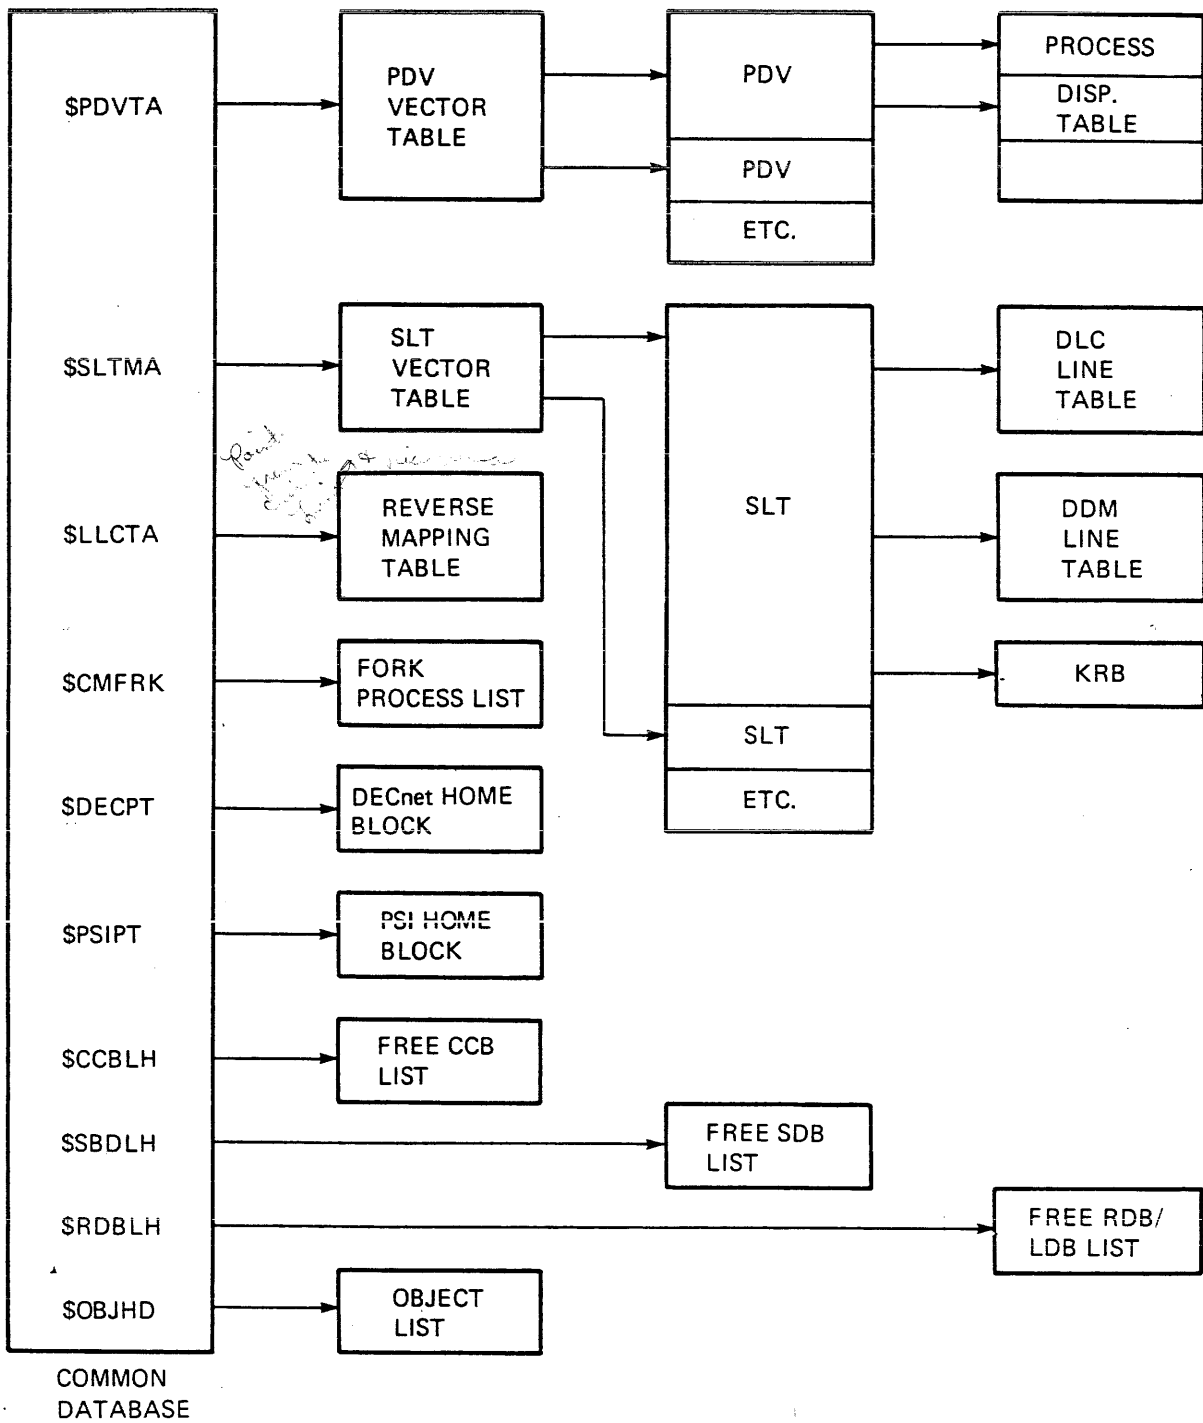 $PDVTA
PDV
VECTOR
TABLE
PDV
PDV
ETC.
PROCESS
DISP.
TABLE
$SLTMA
SLT
VECTOR
TABLE
SLT
SLT
ETC.
DLC
LINE
TABLE
DDM
LINE
TABLE
KRB
Point
$LLCTA
REVERSE
MAPPING
TABLE
$CMFRK
FORK
PROCESS LIST
$DECPT
DECnet HOME
BLOCK
$PSIPT
PSI HOME
BLOCK
$CCBLH
FREE CCB
LIST
$SBDLH
FREE SDB
LIST
$RDBLH
FREE RDB/
LDB LIST
$OBJHD
OBJECT
LIST
COMMON
DATABASE